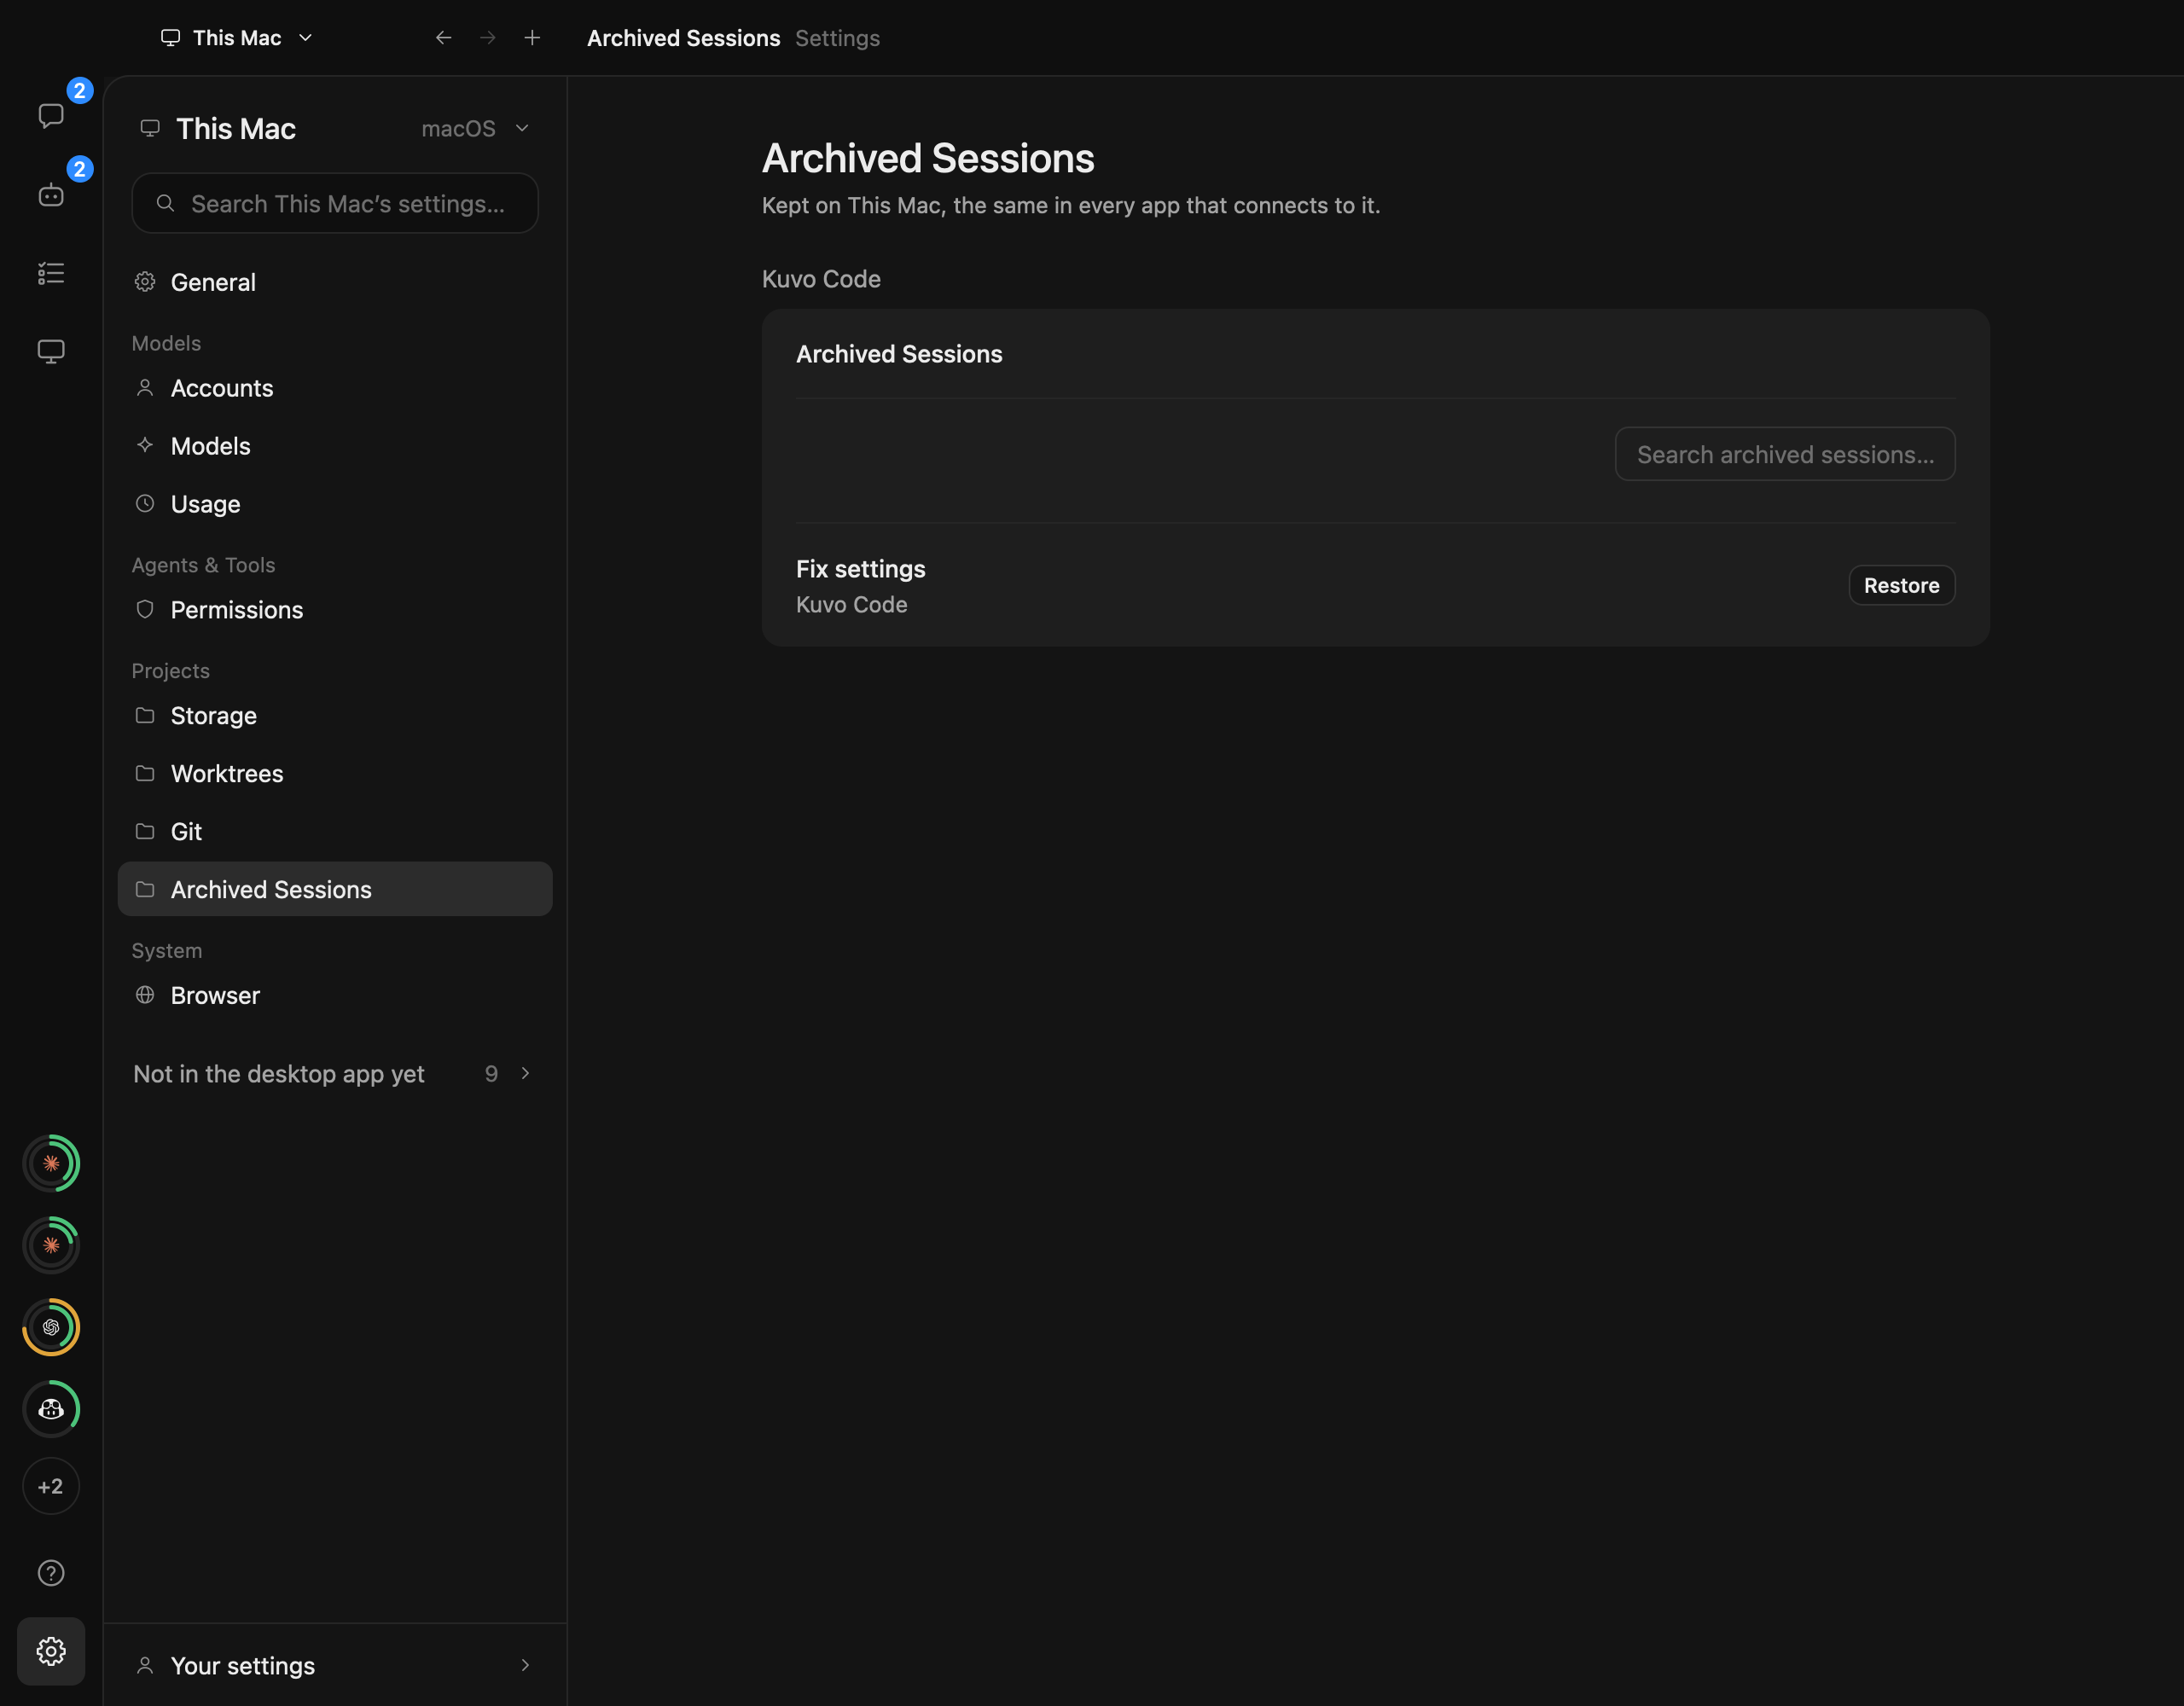 This Mac
Archived Sessions Settings
2
2
This Mac macOS
Search This Mac’s settings...
General
Models
Accounts
Models
Usage
Agents & Tools
Permissions
Projects
Storage
Worktrees
Git
Archived Sessions
System
Browser
Not in the desktop app yet 9
+2
Your settings
Archived Sessions
Kept on This Mac, the same in every app that connects to it.
Kuvo Code
Archived Sessions
Search archived sessions...
Fix settings
Kuvo Code
Restore